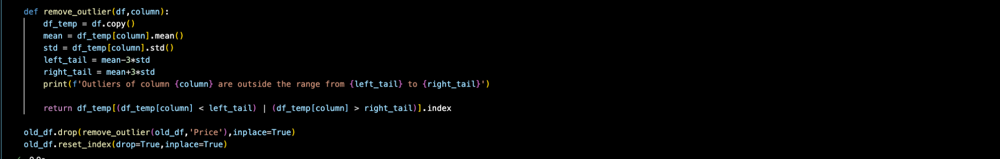 def remove_outlier(df,column):
    df_temp = df.copy()
    mean = df_temp[column].mean()
    std = df_temp[column].std()
    left_tail = mean-3*std
    right_tail = mean+3*std
    print(f'Outliers of column {column} are outside the range from {left_tail} to {right_tail}')

    return df_temp[(df_temp[column] < left_tail) | (df_temp[column] > right_tail)].index

old_df.drop(remove_outlier(old_df,'Price'),inplace=True)
old_df.reset_index(drop=True,inplace=True)